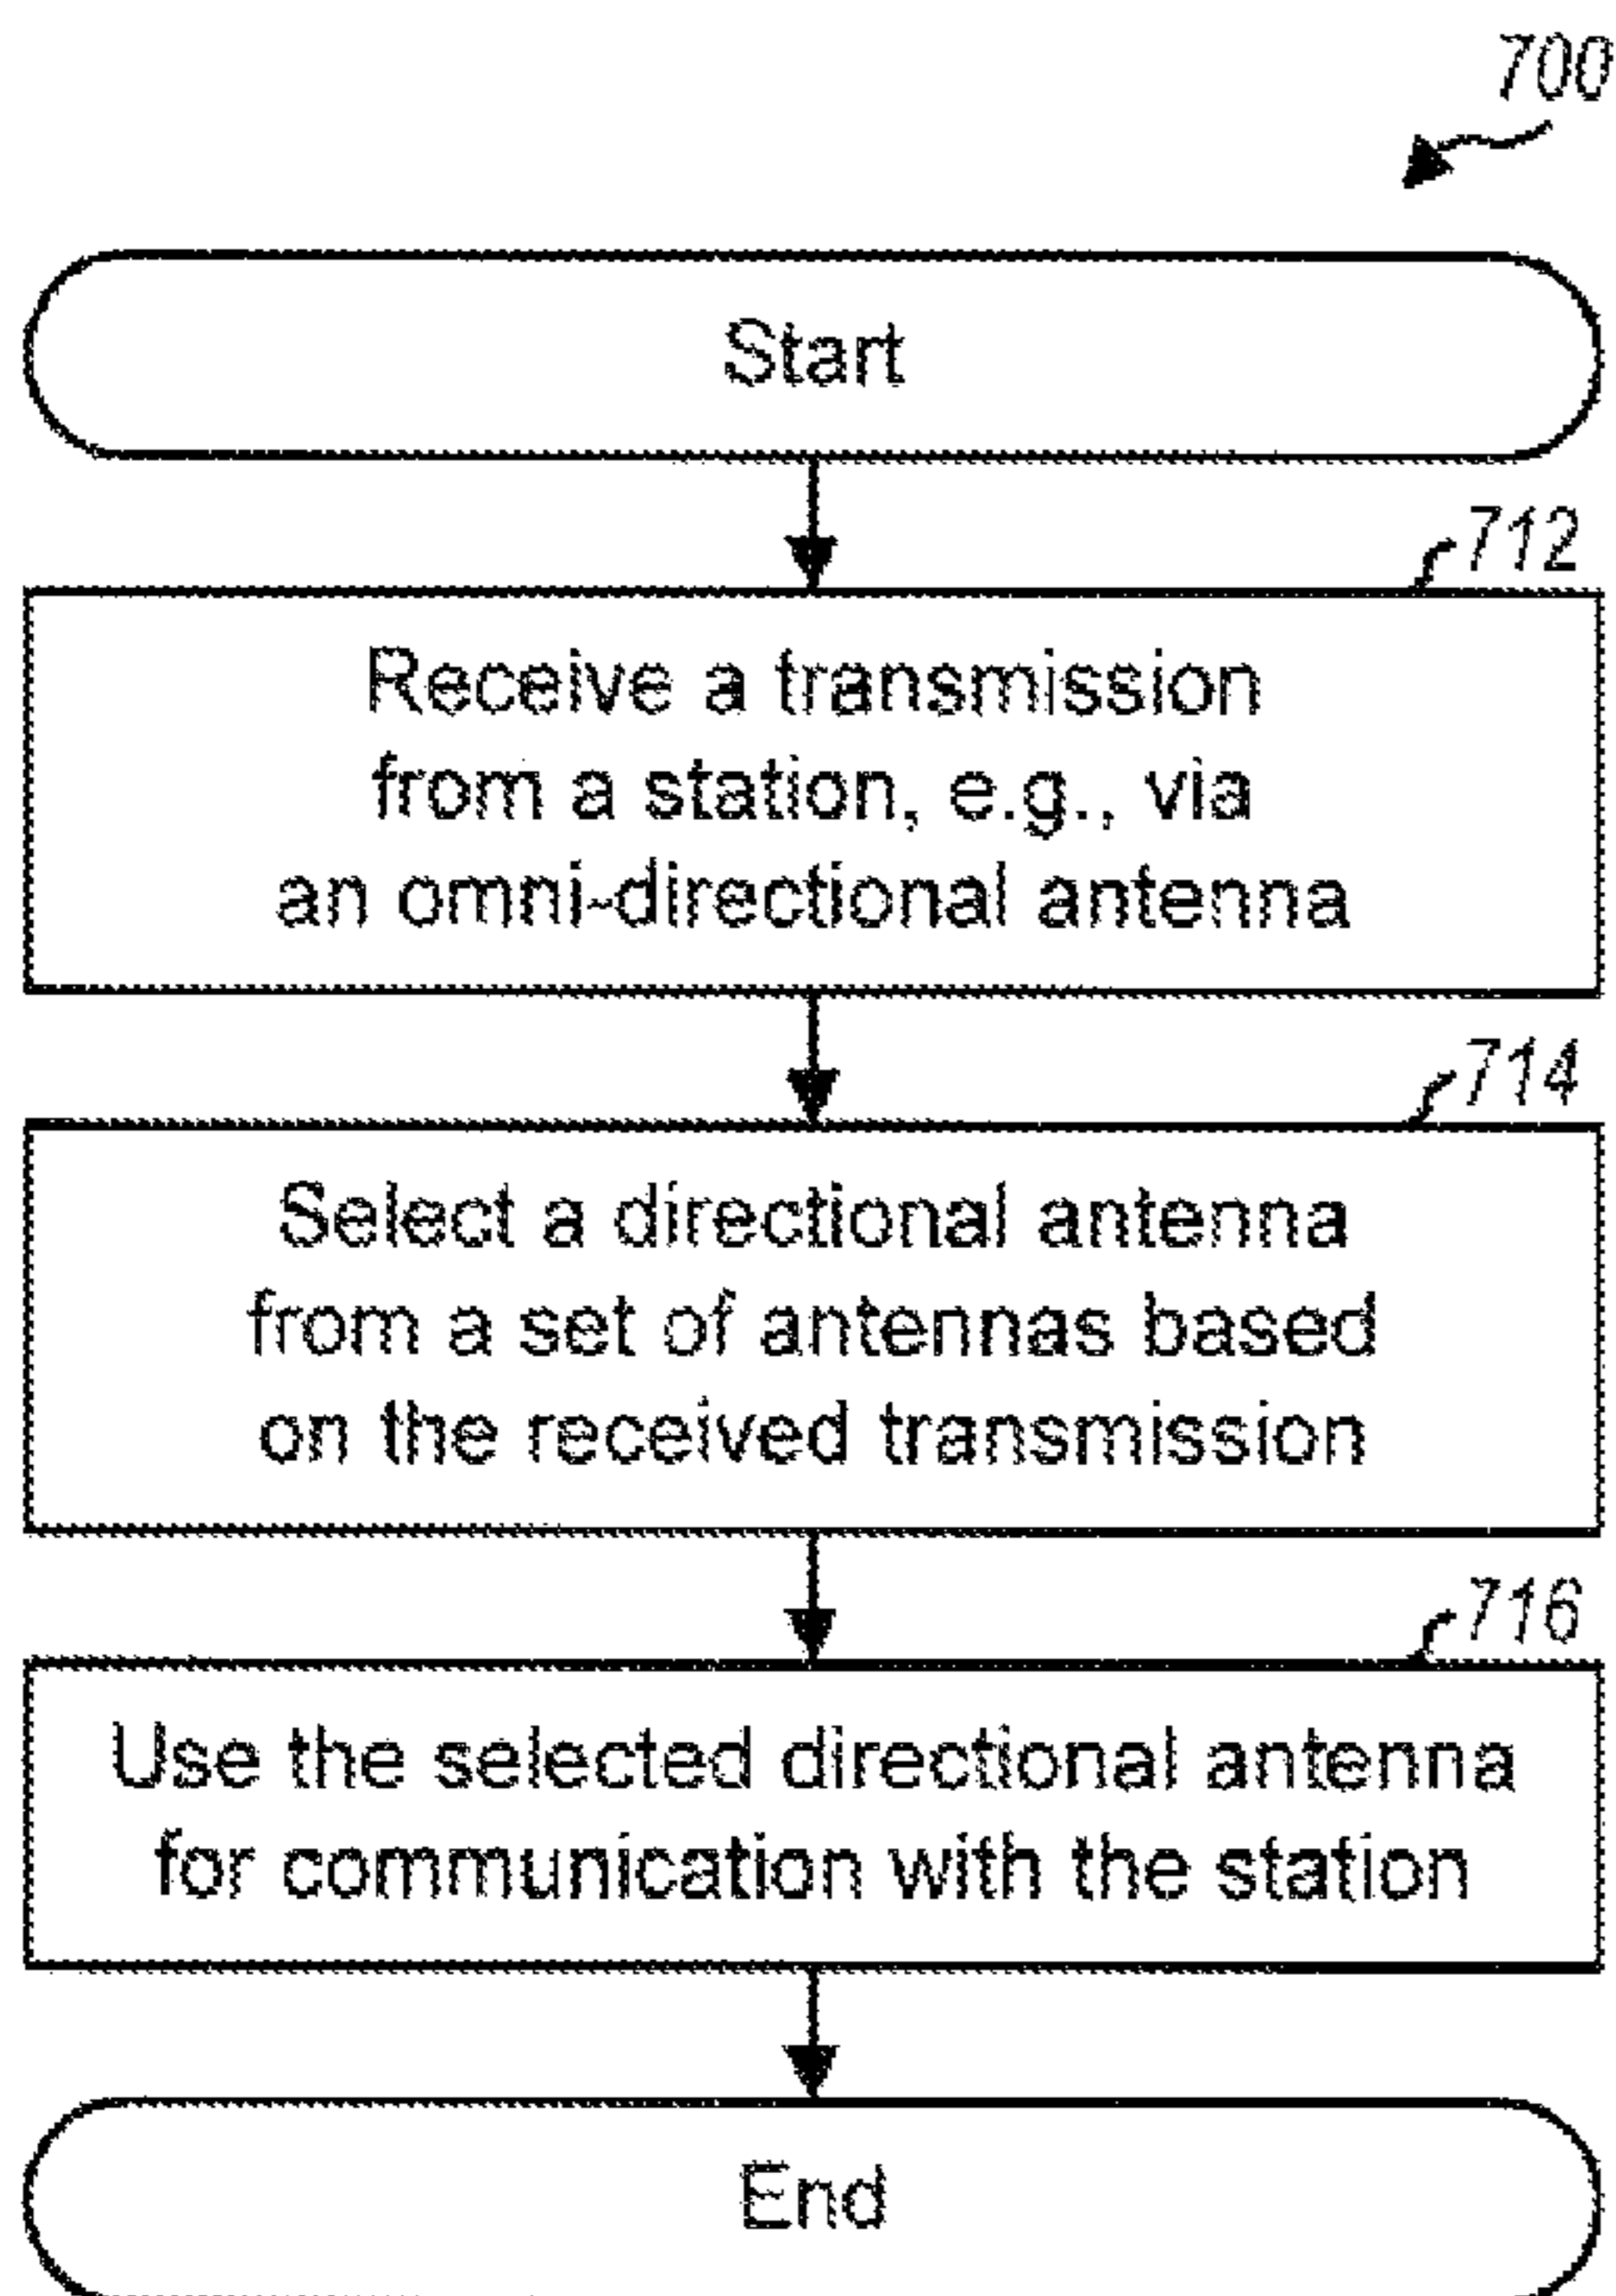 700
Start
712
Receive a transmission
from a station, e.g., via
an omni-directional antenna
714
Select a directional antenna
from a set of antennas based
on the received transmission
716
Use the selected directional antenna
for communication with the station
End